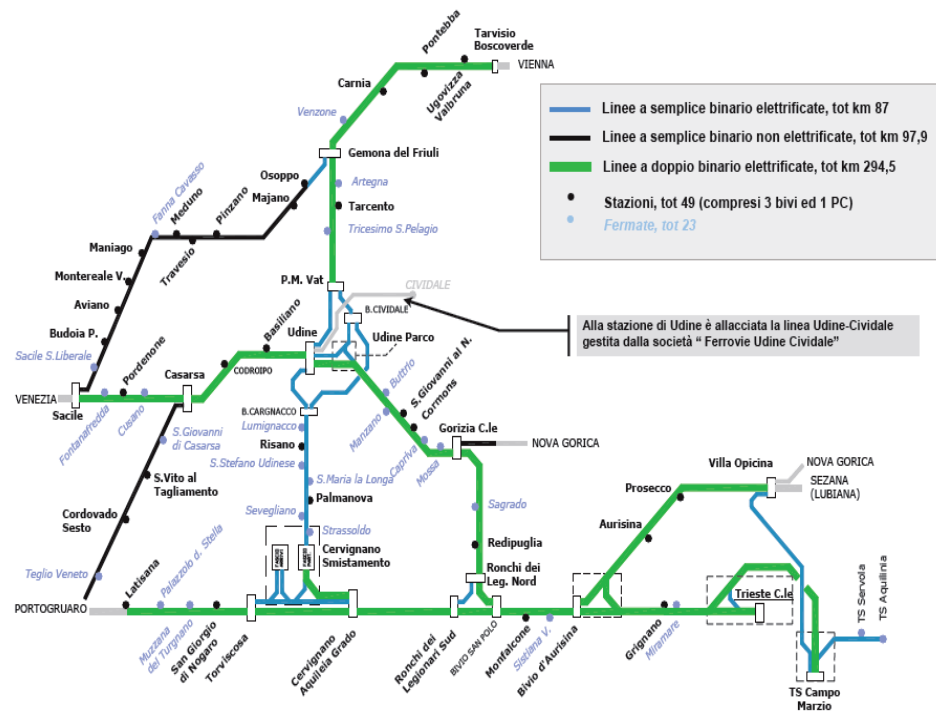 Pontebba
Tarvisio
Boscoverde
VIENNA
Carnia
Ugovizza
Valbruna
Venzone
Linee a semplice binario elettrificate, tot km 87
Linee a semplice binario non elettrificate, tot km 97,9
Linee a doppio binario elettrificate, tot km 294,5
Stazioni, tot 49 (compresi 3 bivi ed 1 PC)
Fermate, tot 23
Gemona del Friuli
Fanna Cavasso
Meduno
Pinzano
Osoppo
Majano
Artegna
Tarcento
Tricesimo S.Pelagio
Travesio
Maniago
Montereale V.
Aviano
Budoia P.
Sacile S.Liberale
P.M. Vat
CIVIDALE
B.CIVIDALE
Basiliano
Udine
Udine Parco
Alla stazione di Udine è allacciata la linea Udine-Cividale
gestita dalla società “ Ferrovie Udine Cividale”
Pordenone
Casarsa
CODROIPO
VENEZIA
Sacile
Fontanafredda
Cusano
B.CARGNACCO
Lumignacco
Risano
S.Stefano Udinese
S.Maria la Longa
Palmanova
Sevegliano
Strassoldo
Buttrio
Manzano
S.Giovanni al N.
Cormons
Capriva
Mossa
Gorizia C.le
NOVA GORICA
S.Giovanni
di Casarsa
S.Vito al
Tagliamento
Cordovado
Sesto
Teglio Veneto
Villa Opicina
NOVA GORICA
SEZANA
(LUBIANA)
Prosecco
Aurisina
Sagrado
Redipuglia
Ronchi dei
Leg. Nord
Cervignano
Smistamento
PORTOGRUARO
Latisana
Palazzolo d. Stella
Muzzana
del Turgnano
San Giorgio
di Nogaro
Torviscosa
Cervignano
Aquileia Grado
Ronchi dei
Legionari Sud
BIVIO SAN POLO
Monfalcone
Sistiana V.
Bivio d'Aurisina
Grignano
Miramare
Trieste C.le
TS Servola
TS Aquilinia
TS Campo
Marzio